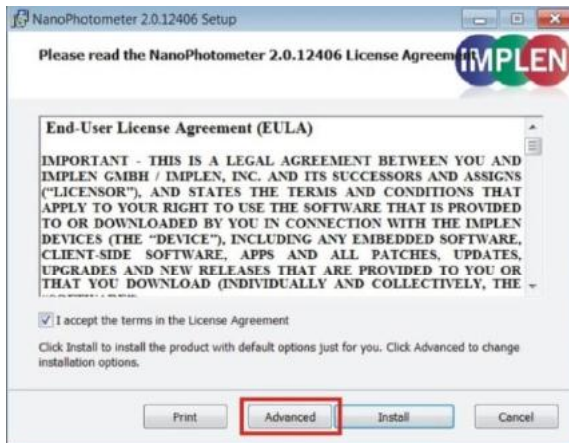 NanoPhotometer 2.0.12406 Setup
Please read the NanoPhotometer 2.0.12406 License Agreement
IMPLEN
End-User License Agreement (EULA)
IMPORTANT - THIS IS A LEGAL AGREEMENT BETWEEN YOU AND
IMPLEN GMBH / IMPLEN, INC. AND ITS SUCCESSORS AND ASSIGNS
("LICENSOR"), AND STATES THE TERMS AND CONDITIONS THAT
APPLY TO YOUR RIGHT TO USE THE SOFTWARE THAT IS PROVIDED
TO OR DOWNLOADED BY YOU IN CONNECTION WITH THE IMPLEN
DEVICES (THE "DEVICE"), INCLUDING ANY EMBEDDED SOFTWARE,
CLIENT-SIDE SOFTWARE, APPS AND ALL PATCHES, UPDATES,
UPGRADES AND NEW RELEASES THAT ARE PROVIDED TO YOU OR
THAT YOU DOWNLOAD (INDIVIDUALLY AND COLLECTIVELY, THE
I accept the terms in the License Agreement
Click Install to install the product with default options just for you. Click Advanced to change
installation options.
Print
Advanced
Install
Cancel